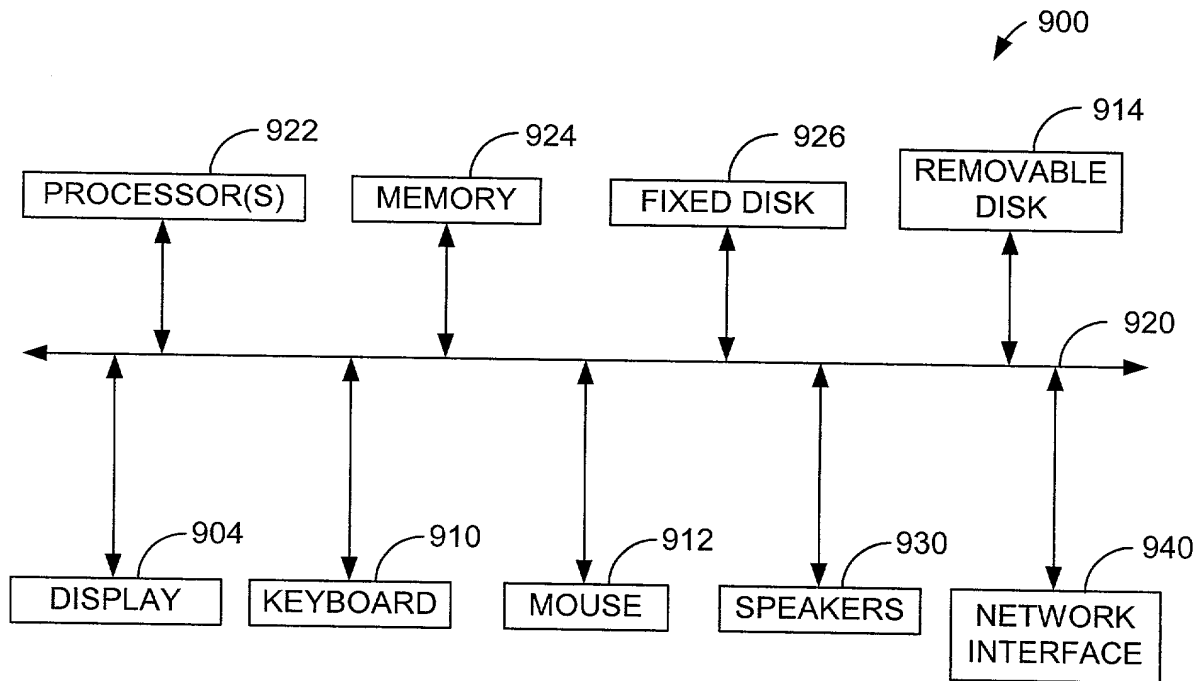 900
922
924
926
914
PROCESSOR(S)
MEMORY
FIXED DISK
REMOVABLE
DISK
920
904
910
912
930
940
DISPLAY
KEYBOARD
MOUSE
SPEAKERS
NETWORK
INTERFACE